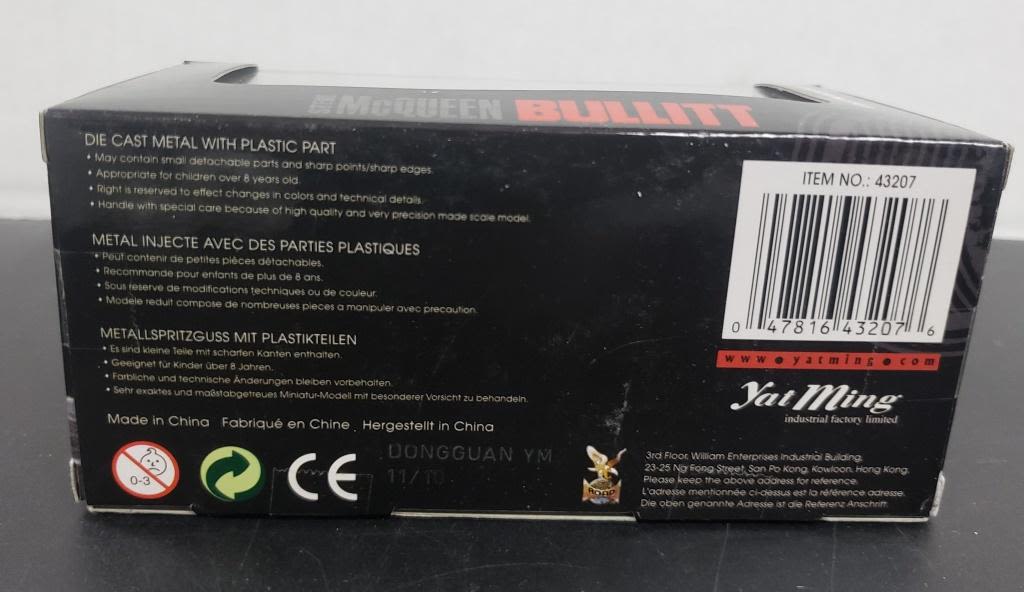 STEVE McQUEEN BULLITT
DIE CAST METAL WITH PLASTIC PART
• May contain small detachable parts and sharp points/sharp edges.
• Appropriate for children over 8 years old.
• Right is reserved to effect changes in colors and technical details.
• Handle with special care because of high quality and very precision made scale model.
METAL INJECTE AVEC DES PARTIES PLASTIQUES
• Peut contenir de petites pièces détachables.
• Recommande pour enfants de plus de 8 ans.
• Sous reserve de modifications techniques ou de couleur.
• Modele reduit compose de nombreuses pieces a manipuler avec precaution.
METALLSPRITZGUSS MIT PLASTIKTEILEN
• Es sind kleine Teile mit scharfen Kanten enthalten.
• Geeignet für Kinder über 8 Jahren.
• Farbliche und technische Änderungen bleiben vorbehalten.
• Sehr exaktes und maßstabgetreues Miniatur-Modell mit besonderer Vorsicht zu behandeln.
Made in China Fabriqué en Chine . Hergestellt in China
0-3
CE
DONGGUAN YM
11/10
ROAD
ITEM NO.: 43207
0 47816 43207 6
www•yatming•com
Yat Ming
industrial factory limited
3rd Floor, William Enterprises Industrial Building,
23-25 Ng Fong Street, San Po Kong, Kowloon, Hong Kong.
Please keep the above address for reference.
L'adresse mentionnée ci-dessus est la référence adresse.
Die oben genannte Adresse ist die Referenz Anschrift.